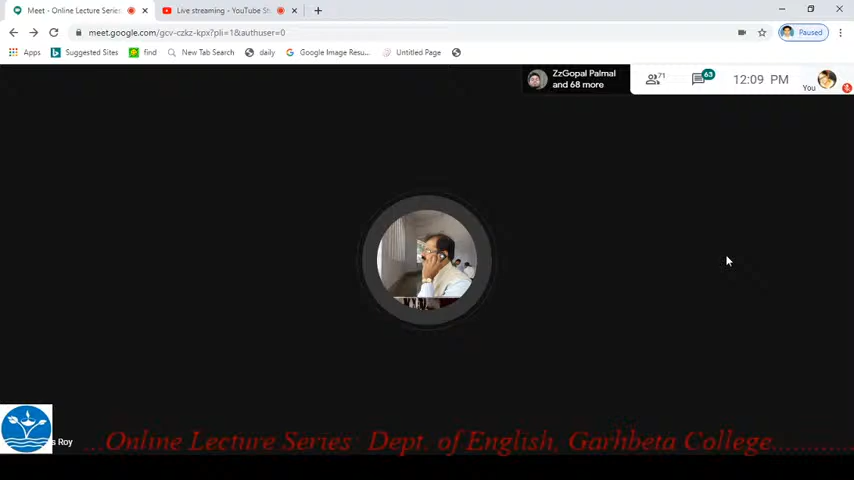 Meet - Online Lecture Series:
Live streaming - YouTube St
meet.google.com/gcv-czkz-kpx?pli=1&authuser=0
Paused
Apps
Suggested Sites
find
New Tab Search
daily
Google Image Resu...
Untitled Page
ZzGopal Palmal
and 68 more
71
63
12:09 PM
You
s Roy
...Online Lecture Series: Dept. of English, Garhbeta College...........